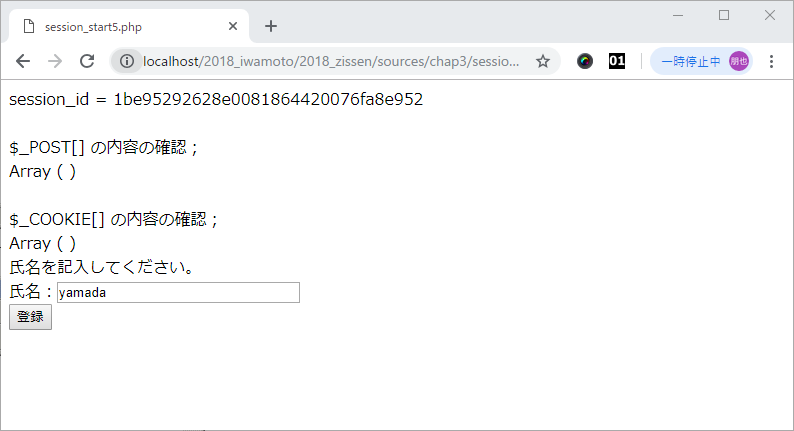 session_start5.php
localhost/2018_iwamoto/2018_zissen/sources/chap3/sessio...
01
一時停止中
朋也
session_id = 1be95292628e0081864420076fa8e952
$_POST[] の内容の確認；
Array ( )
$_COOKIE[] の内容の確認；
Array ( )
氏名を記入してください。
氏名：yamada
登録